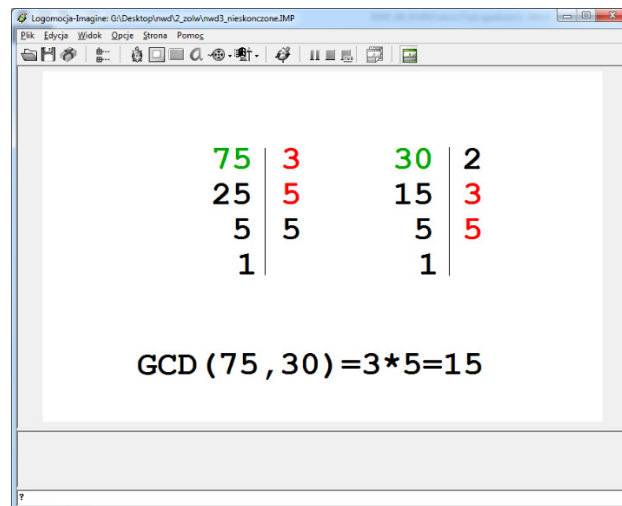 Logomocja-Imagine: G:\Desktop\nwd\2_zolw\nwd3_nieskonczone.IMP
Plik Edycja Widok Opcje Strona Pomoc
75 3 30 2
25 5 15 3
5 5 5 5
1 1
GCD(75,30)=3*5=15
?